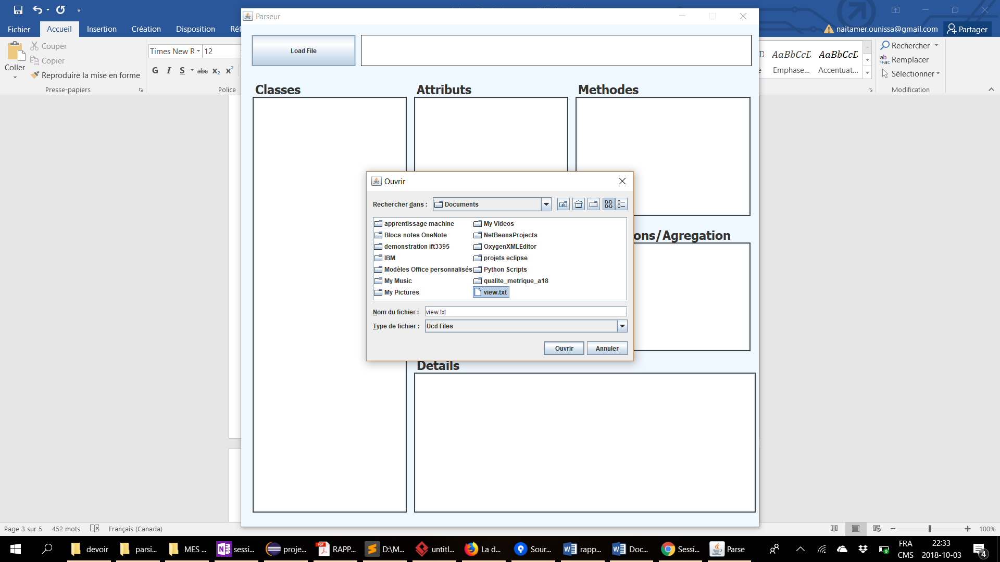 Parseur
Fichier Accueil Insertion Création Disposition Réf
naitamer.ounissa@gmail.com Partager
Load File
Coller
Couper
Copier
Reproduire la mise en forme
Presse-papiers
Times New R 12
G I S abc X₂ X²
Police
AaBbCcD AaBbCcD
Emphase... Accentuat...
Rechercher
Remplacer
Sélectionner
Modification
Classes Attributs Methodes
Ouvrir
Rechercher dans : Documents
apprentissage machine My Videos
Blocs-notes OneNote NetBeansProjects
demonstration ift3395 OxygenXMLEditor
IBM projets eclipse
Modèles Office personnalisés Python Scripts
My Music qualite_metrique_a18
My Pictures view.txt
Nom du fichier : view.txt
Type de fichier : Ucd Files
Ouvrir Annuler
ons/Agregation
Details
Page 3 sur 5 452 mots Français (Canada) 100%
devoir parsi... MES ... sessi... proje... RAPP... D:\M... untitl... La d... Sour... rapp... Doc... Sessi... Parse
FRA 22:33
CMS 2018-10-03 4